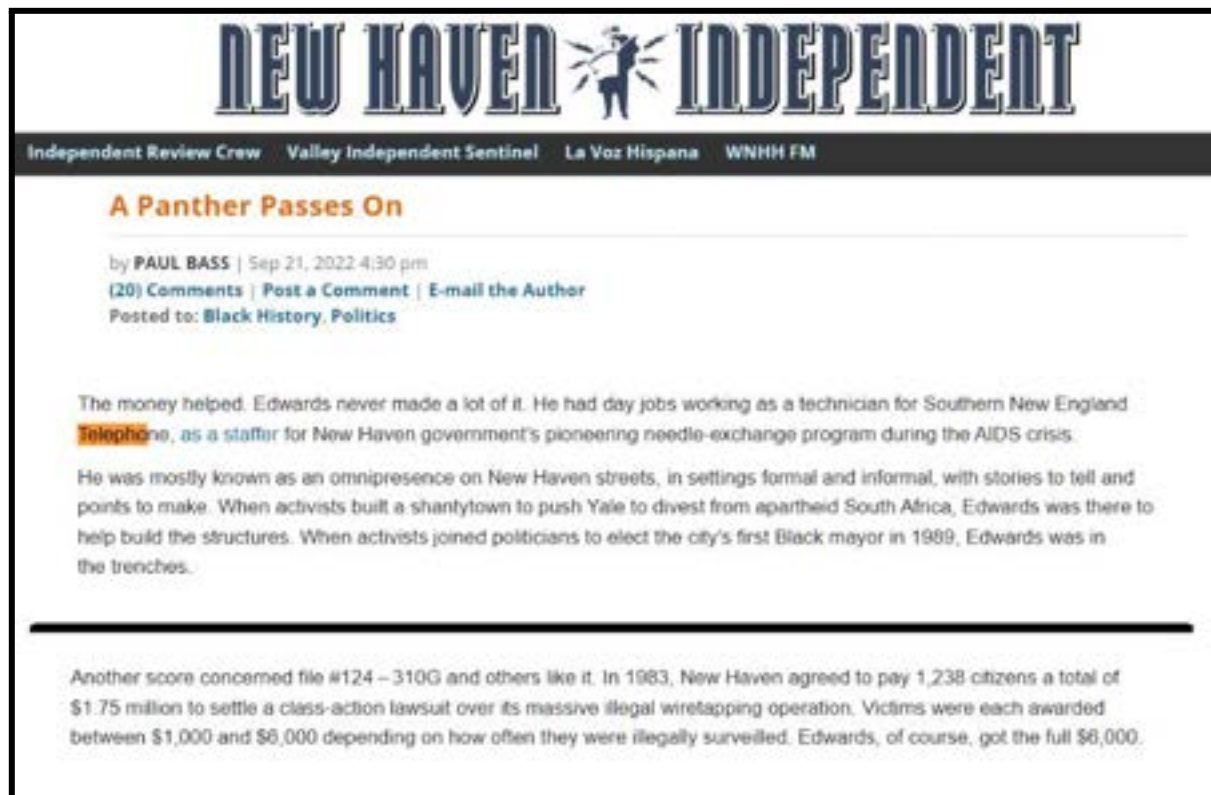 NEW HAVEN INDEPENDENT
Independent Review Crew Valley Independent Sentinel La Voz Hispana WNHH FM
A Panther Passes On
by PAUL BASS | Sep 21, 2022 4:30 pm
(20) Comments | Post a Comment | E-mail the Author
Posted to: Black History, Politics
The money helped. Edwards never made a lot of it. He had day jobs working as a technician for Southern New England
Telephone, as a staffer for New Haven government's pioneering needle-exchange program during the AIDS crisis.
He was mostly known as an omnipresence on New Haven streets, in settings formal and informal, with stories to tell and
points to make. When activists built a shantytown to push Yale to divest from apartheid South Africa, Edwards was there to
help build the structures. When activists joined politicians to elect the city's first Black mayor in 1989, Edwards was in
the trenches.
Another score concerned file #124 – 310G and others like it. In 1983, New Haven agreed to pay 1,238 citizens a total of
$1.75 million to settle a class-action lawsuit over its massive illegal wiretapping operation. Victims were each awarded
between $1,000 and $6,000 depending on how often they were illegally surveilled. Edwards, of course, got the full $6,000.